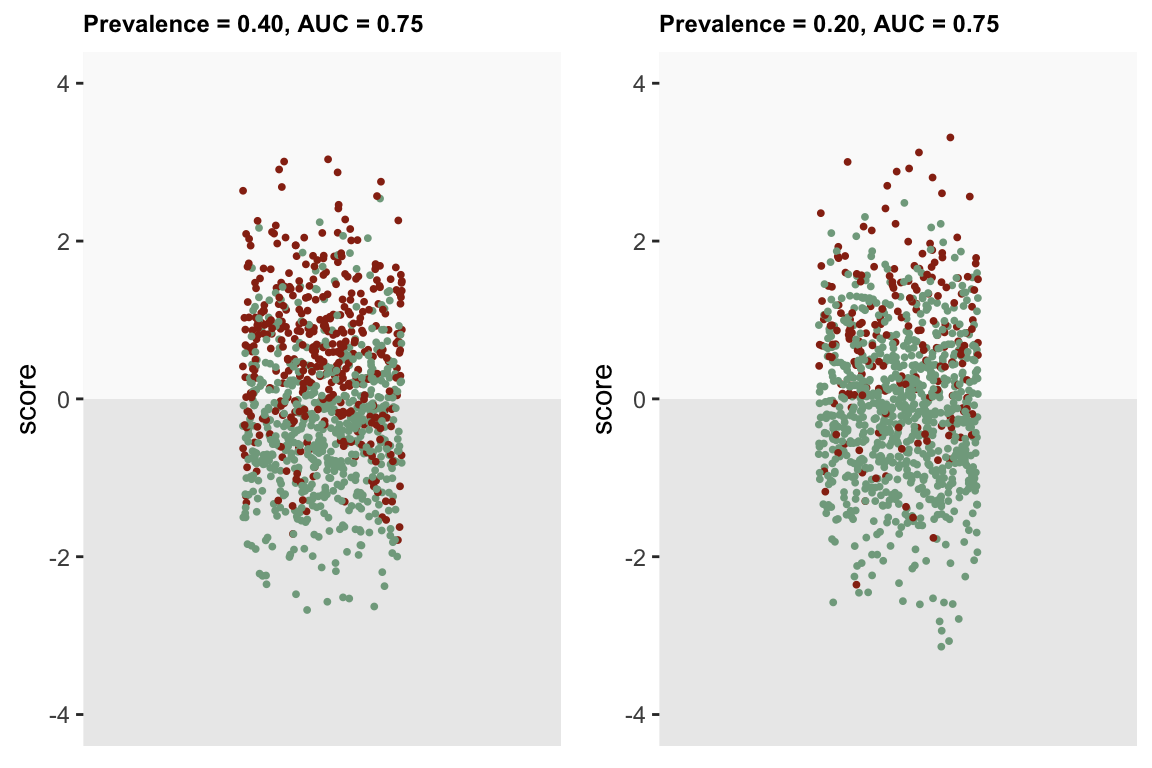 Prevalence = 0.40, AUC = 0.75
4
2
0
-2
-4
score
Prevalence = 0.20, AUC = 0.75
4
2
0
-2
-4
score